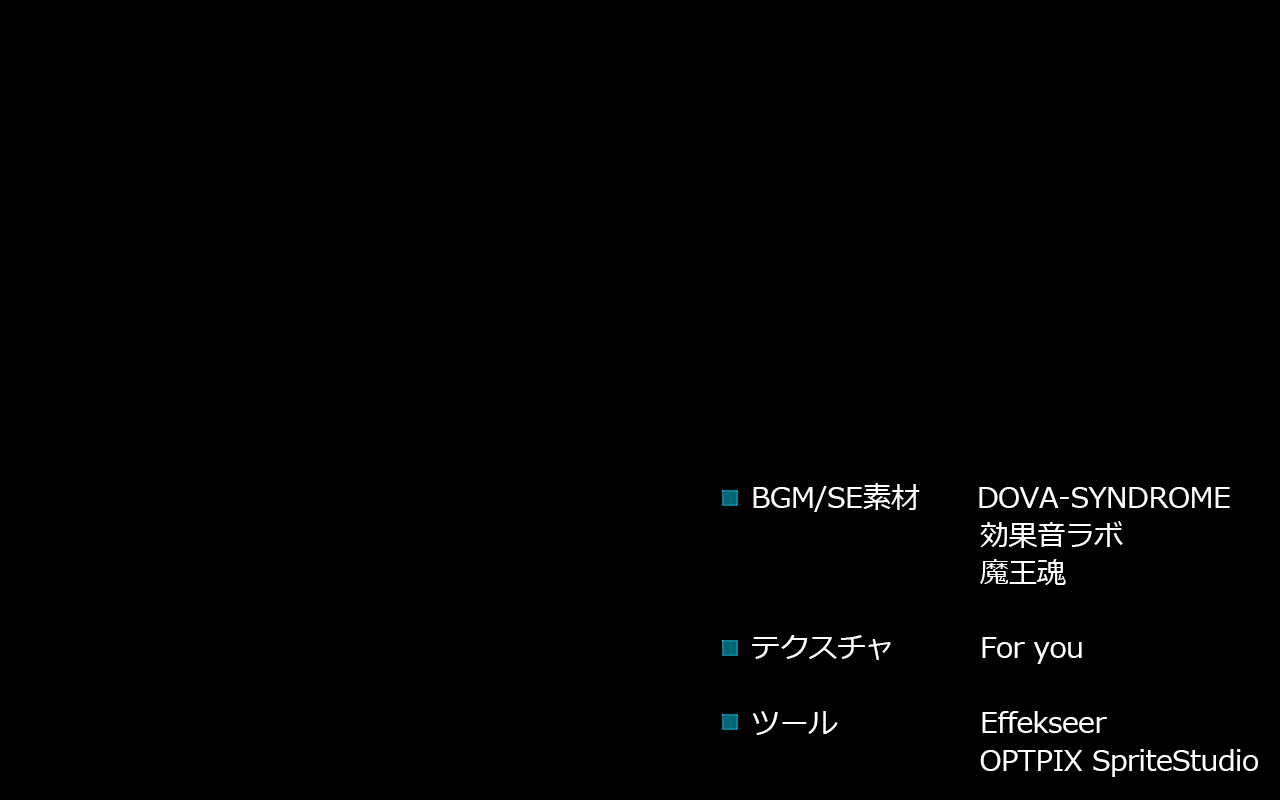 BGM/SE素材 DOVA-SYNDROME
効果音ラボ
魔王魂
テクスチャ For you
ツール Effekseer
OPTPIX SpriteStudio